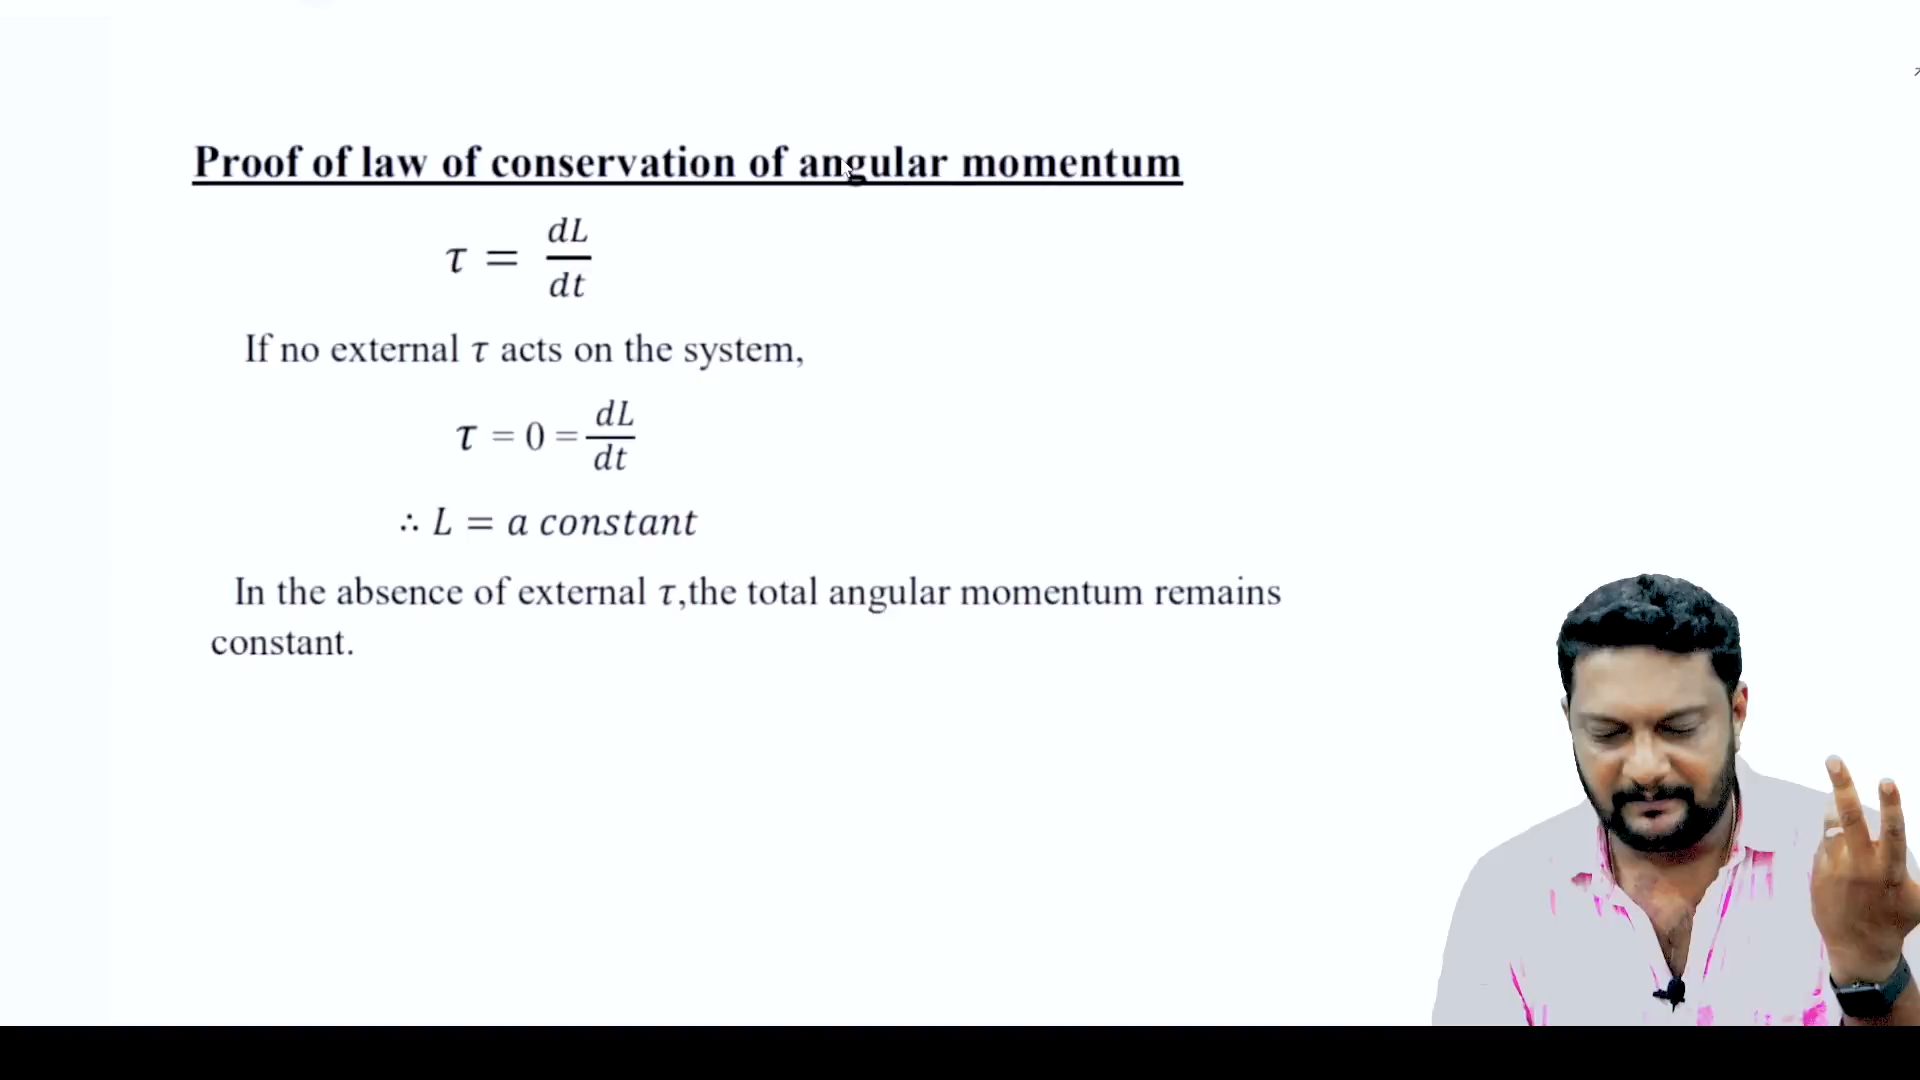 Proof of law of conservation of angular momentum
τ = dL/dt
If no external τ acts on the system,
τ = 0 = dL/dt
∴ L = a constant
In the absence of external τ,the total angular momentum remains
constant.